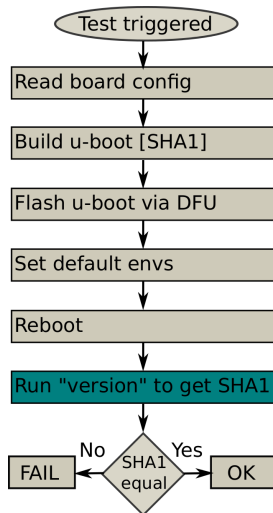 Test triggered
Read board config
Build u-boot [SHA1]
Flash u-boot via DFU
Set default envs
Reboot
Run "version" to get SHA1
No
SHA1
equal
Yes
FAIL
OK